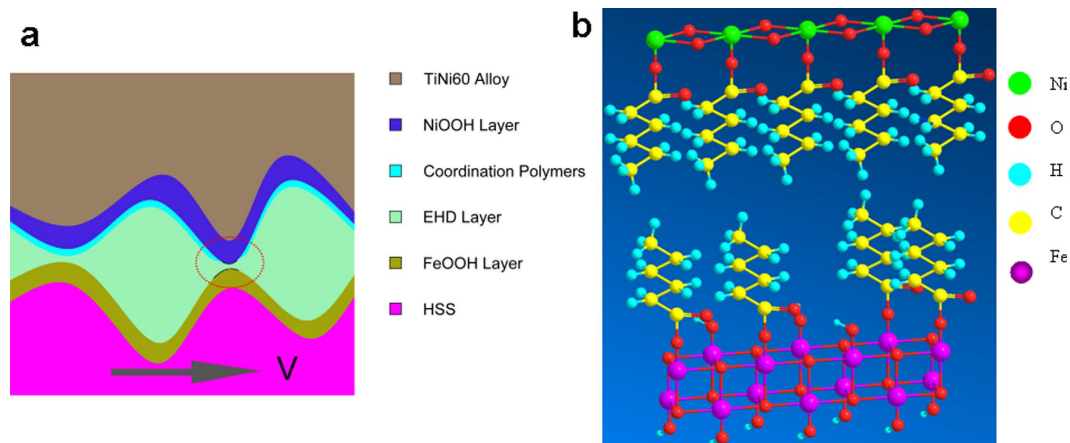 a
TiNi60 Alloy
NiOOH Layer
Coordination Polymers
EHD Layer
FeOOH Layer
HSS
V
b
Ni
O
H
C
Fe